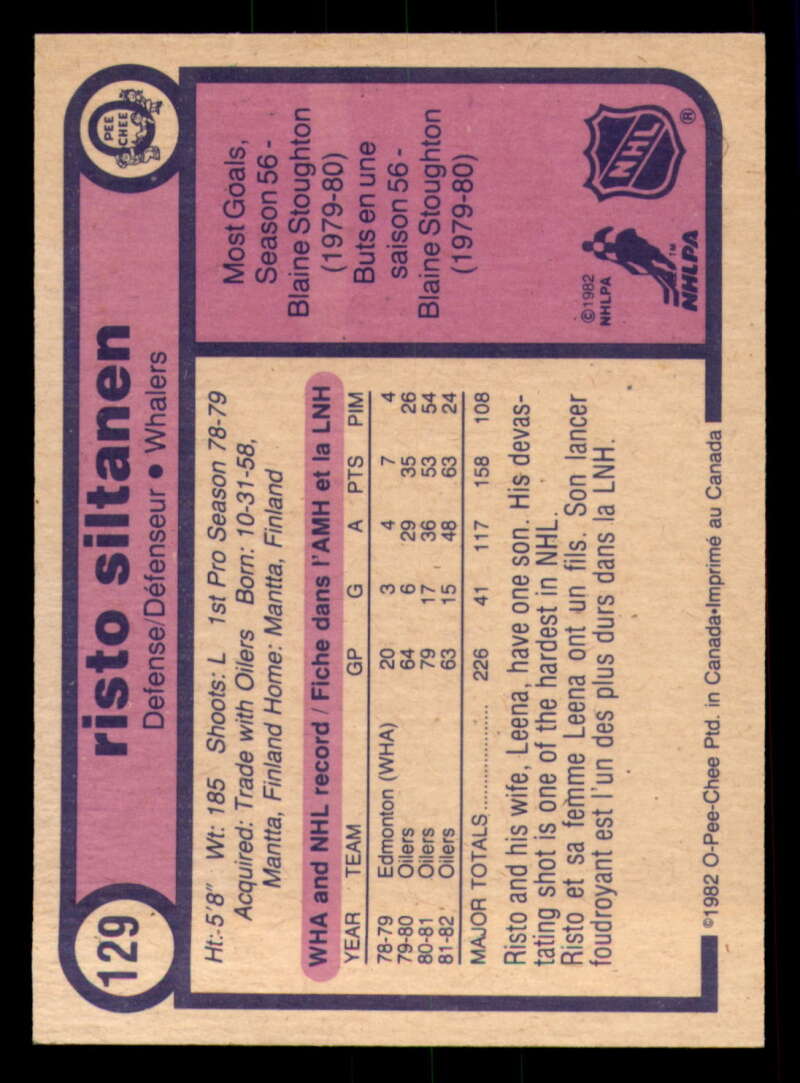 129
risto siltanen
Defense/Défenseur • Whalers
O
PEE
CHEE
Ht:-5'8" Wt: 185 Shoots: L 1st Pro Season 78-79
Acquired: Trade with Oilers Born: 10-31-58,
Mantta, Finland Home: Mantta, Finland
WHA and NHL record / Fiche dans l'AMH et la LNH
YEAR TEAM GP G A PTS PIM
78-79 Edmonton (WHA) 20 3 4 7 4
79-80 Oilers 64 6 29 35 26
80-81 Oilers 79 17 36 53 54
81-82 Oilers 63 15 48 63 24
MAJOR TOTALS.................... 226 41 117 158 108
Risto and his wife, Leena, have one son. His devas-
tating shot is one of the hardest in NHL.
Risto et sa femme Leena ont un fils. Son lancer
foudroyant est l'un des plus durs dans la LNH.
Most Goals,
Season 56 -
Blaine Stoughton
(1979-80)
Buts en une
saison 56 -
Blaine Stoughton
(1979-80)
©1982
NHLPA
NHLPA ™
NHL ®
©1982 O-Pee-Chee Ptd. in Canada•Imprimé au Canada